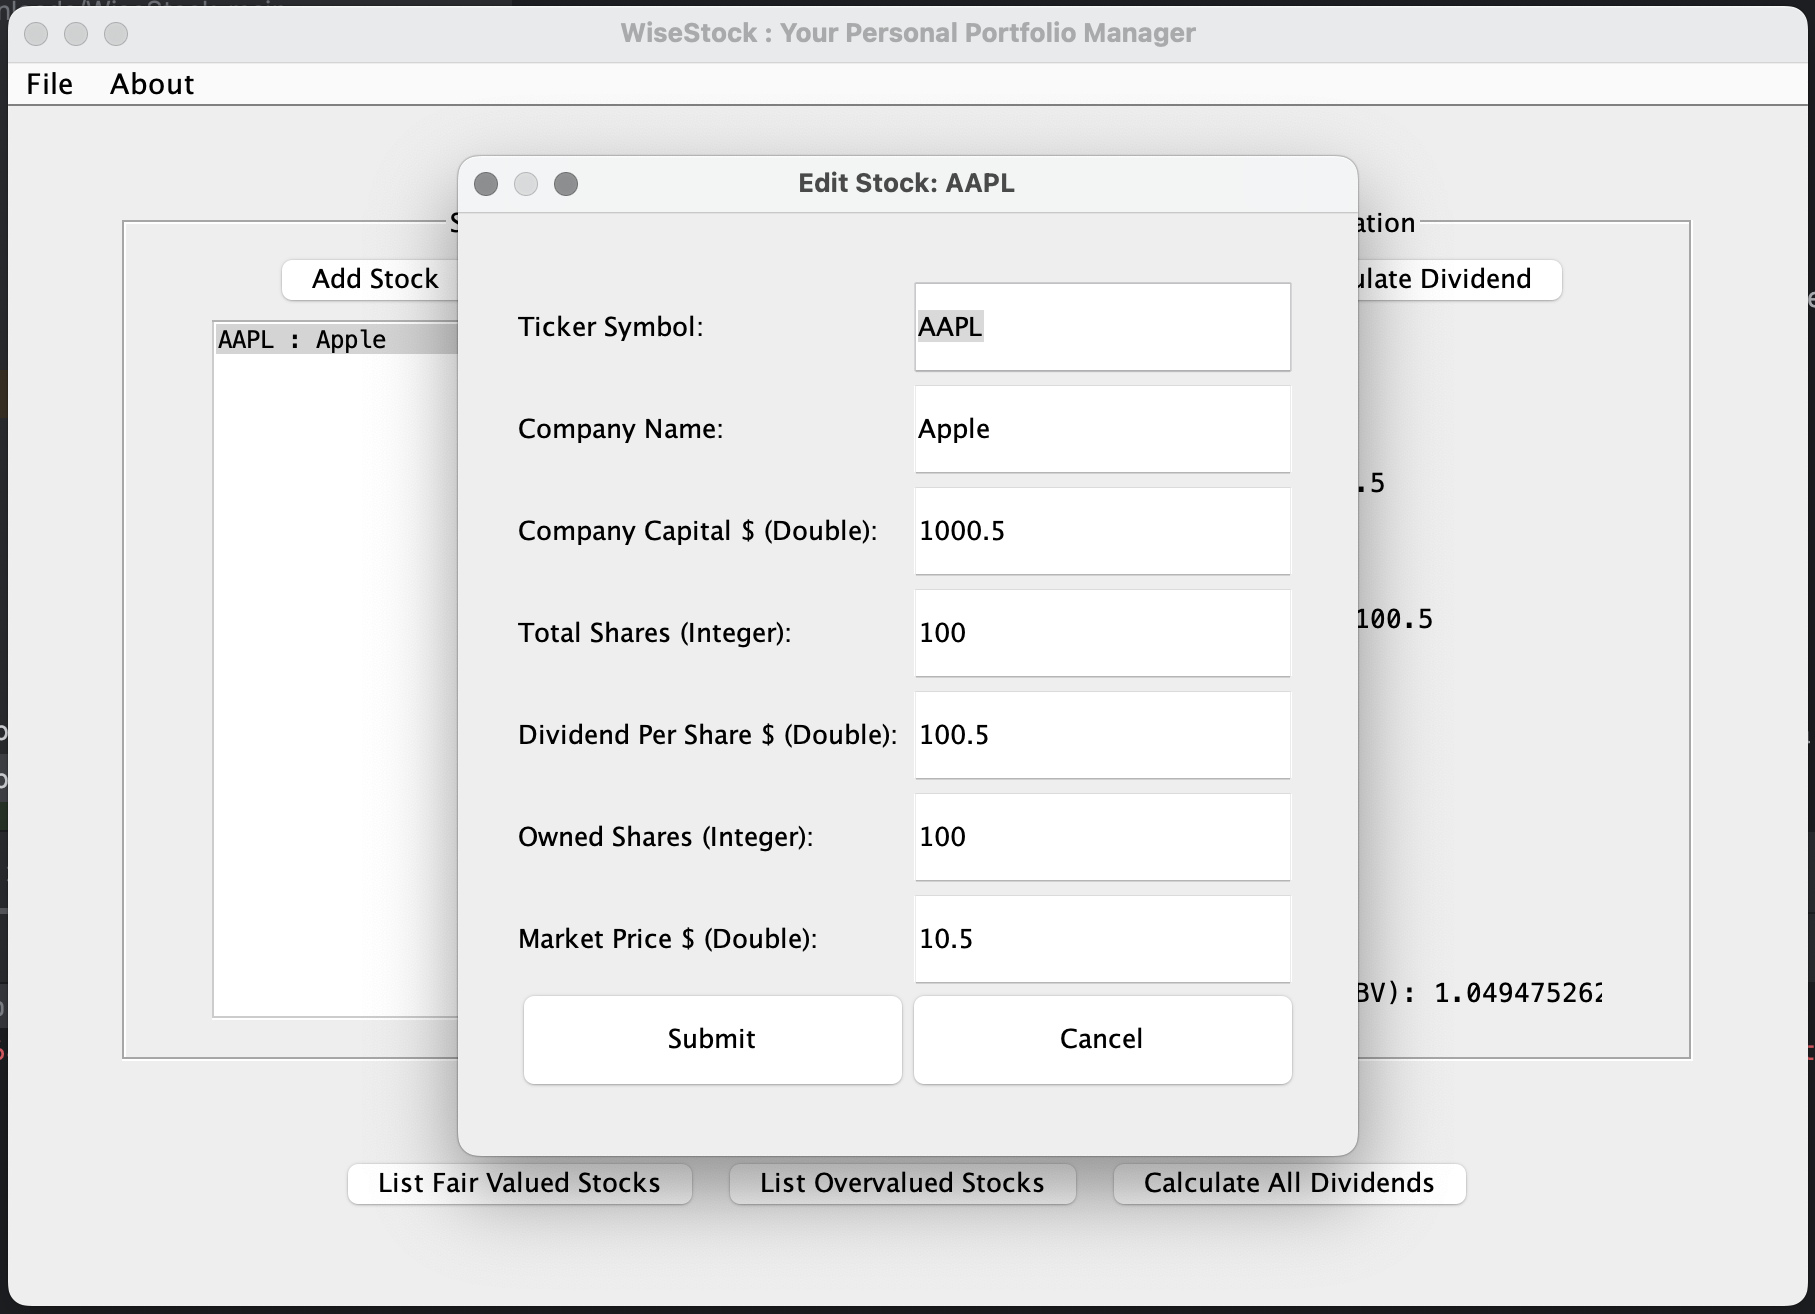 WiseStock : Your Personal Portfolio Manager
File About
Edit Stock: AAPL
Add Stock
AAPL : Apple
Ticker Symbol: AAPL
Company Name: Apple
Company Capital $ (Double): 1000.5
Total Shares (Integer): 100
Dividend Per Share $ (Double): 100.5
Owned Shares (Integer): 100
Market Price $ (Double): 10.5
Submit Cancel
ation
ulate Dividend
.5
100.5
BV): 1.049475262
List Fair Valued Stocks List Overvalued Stocks Calculate All Dividends